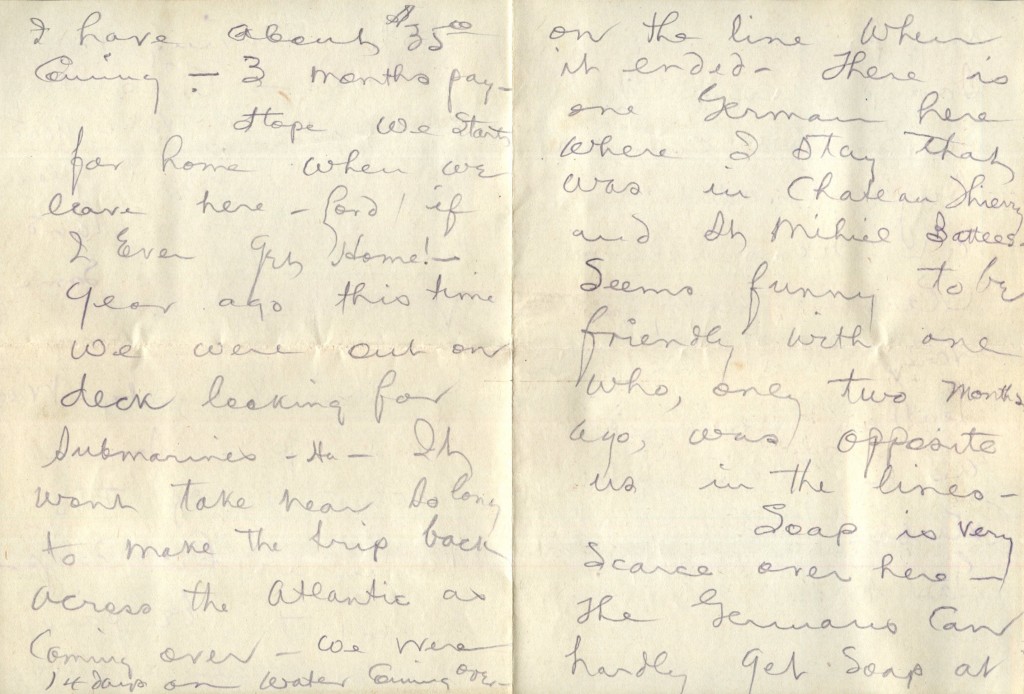 I have about $35.00
Coming - 3 months pay -
Hope we start
for home when we
leave here - Lord! if
I Ever Get Home! -
Year ago this time
we were out on
deck looking for
Submarines - Ha - It
wont take near so long
to make the trip back
across the Atlantic as
Coming over - we were
14 days on water Coming over -
on the line when
it ended - There is
one German here
where I stay that
was in Chateau Thierry
and St Mihiel Battles -
Seems funny to be
friendly with one
who, only two months
ago, was opposite
us in the lines -
Soap is very
Scarce over here -
The Germans Can
hardly get Soap at